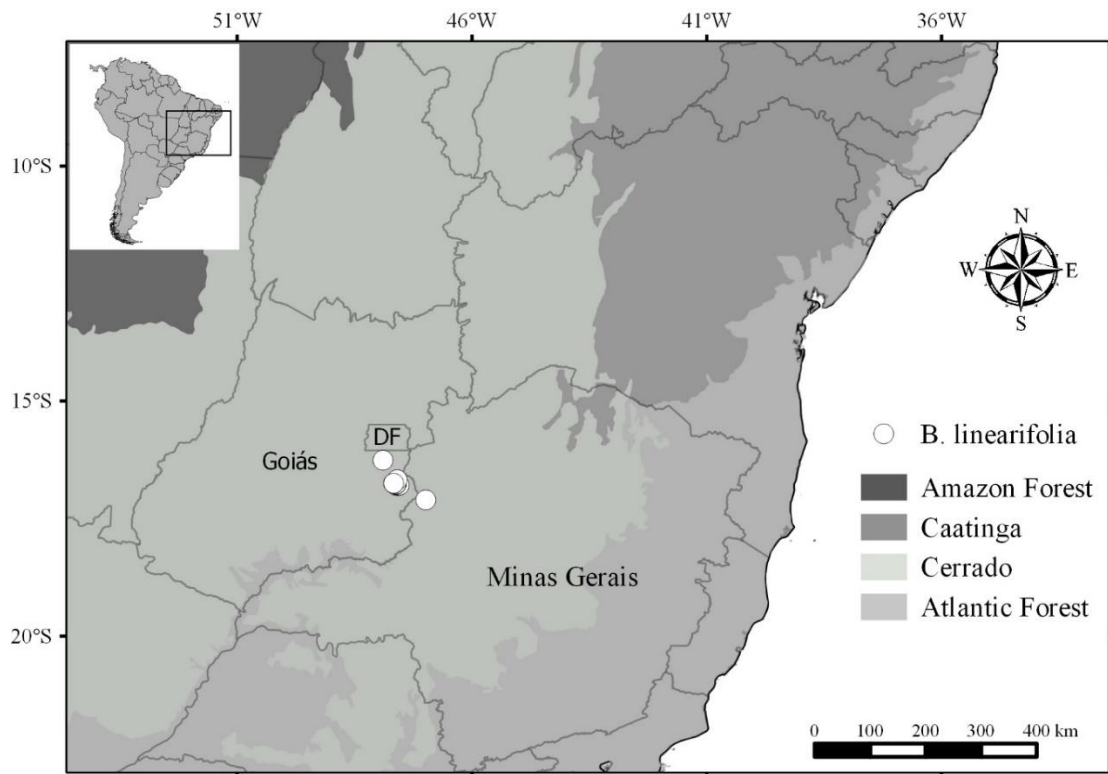 51°W 46°W 41°W 36°W
10°S
15°S
20°S
N
W E
S
DF
Goiás
Minas Gerais
B. linearifolia
Amazon Forest
Caatinga
Cerrado
Atlantic Forest
0 100 200 300 400 km